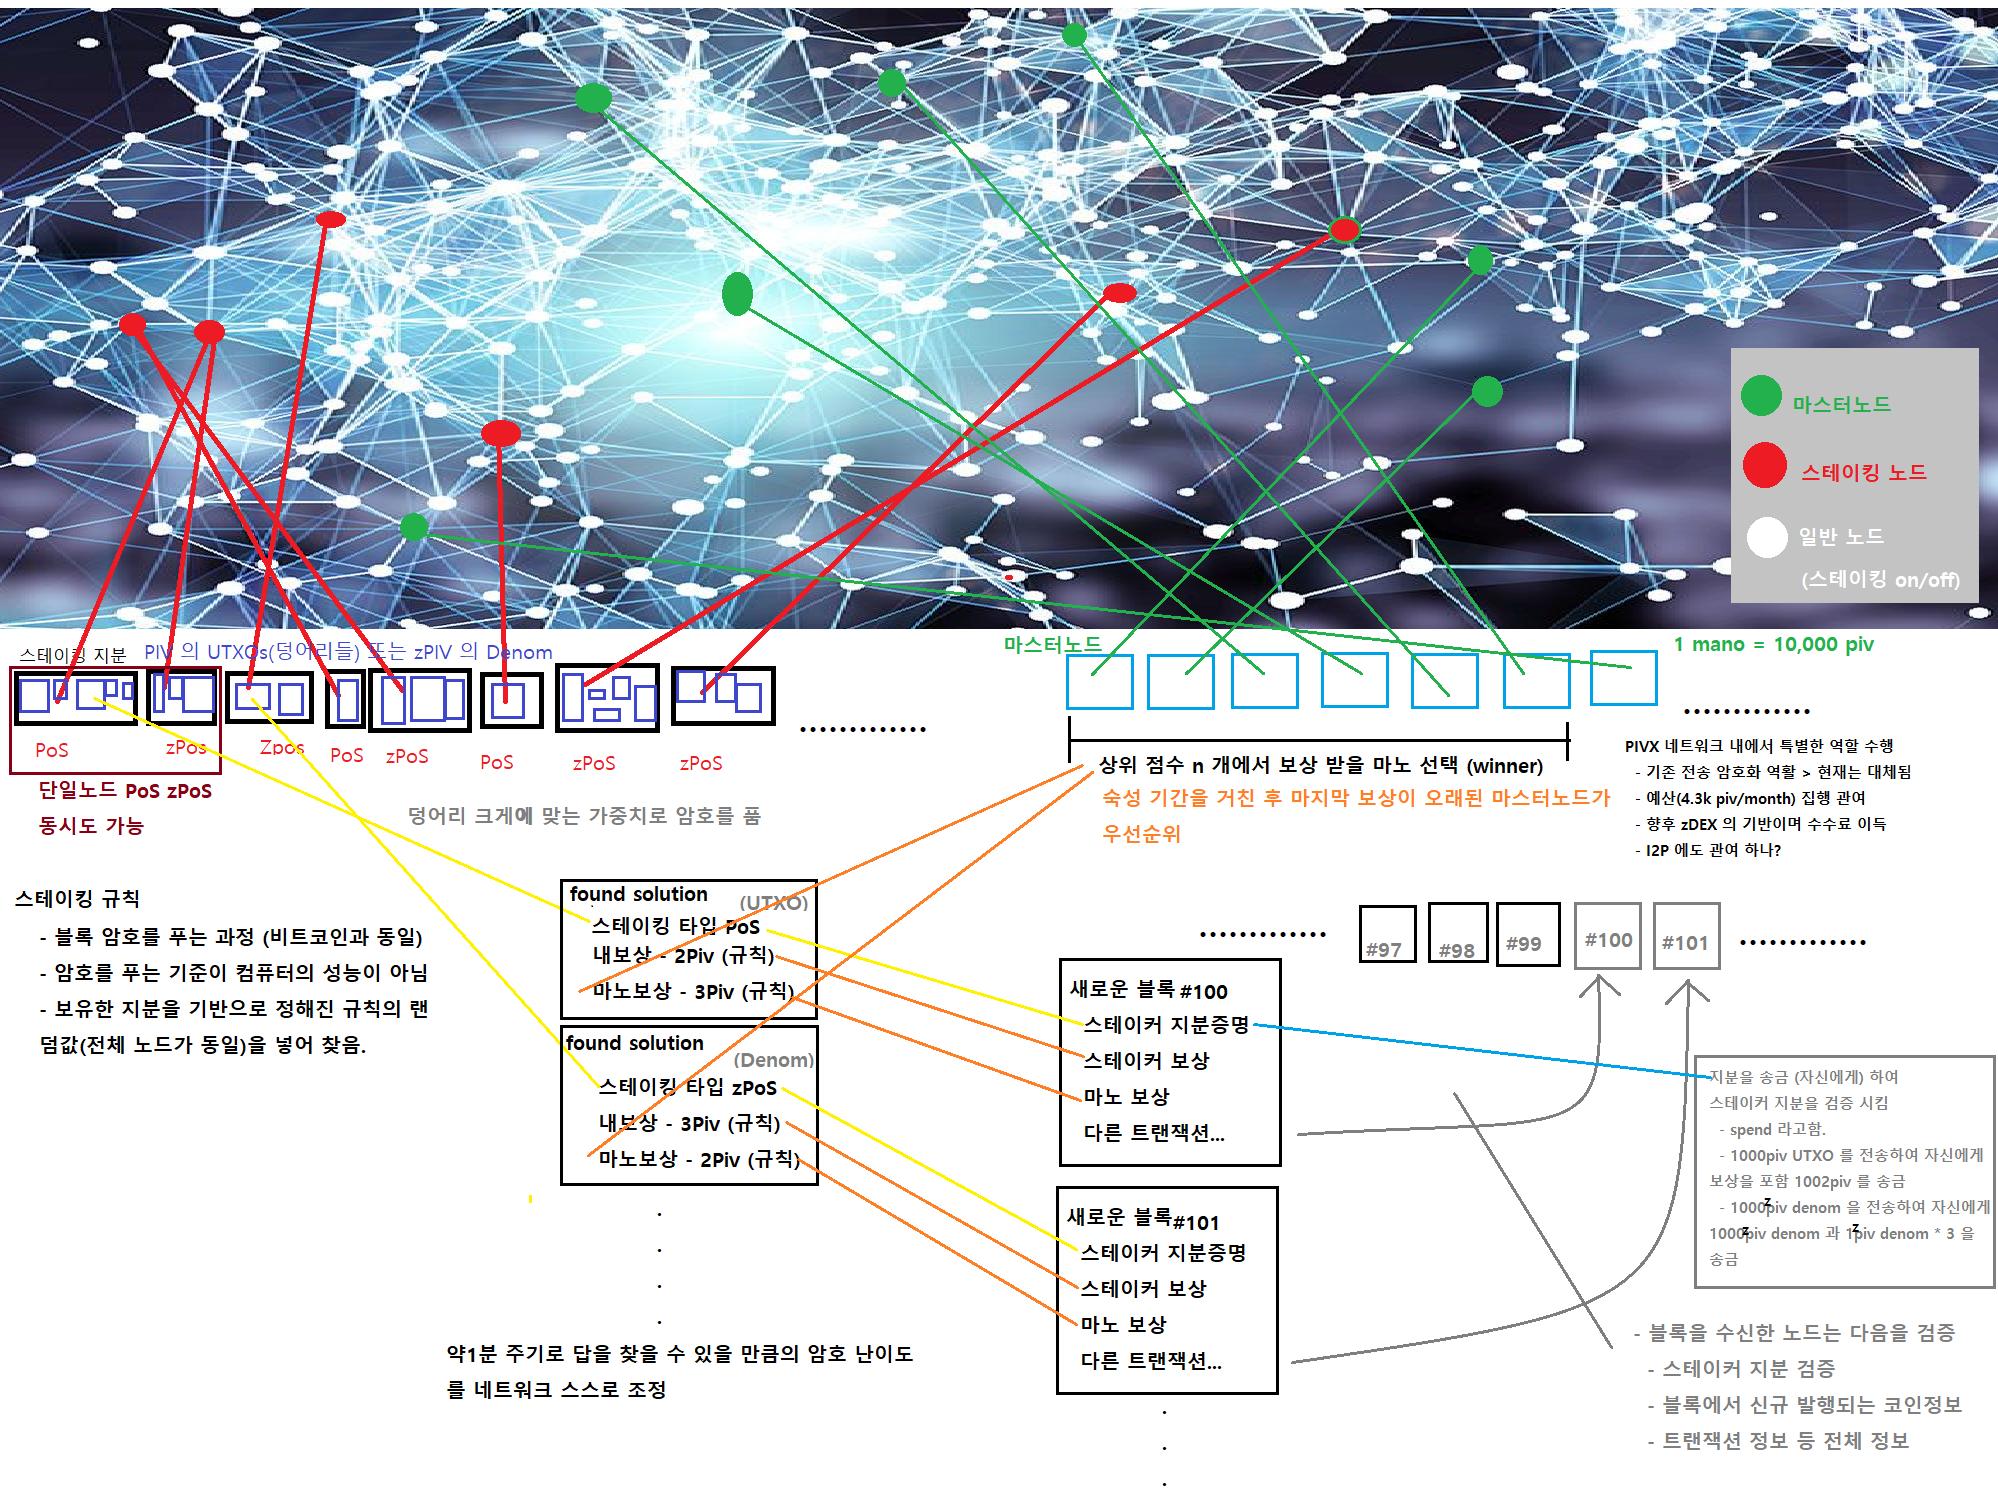 마스터노드
스테이킹 노드
일반 노드
(스테이킹 on/off)
스테이킹 지분
PIV 의 UTXOs(덩어리들) 또는 zPIV 의 Denom
PoS
zPos
Zpos
PoS
zPoS
PoS
zPoS
zPoS
단일노드 PoS zPoS
동시도 가능
덩어리 크게에 맞는 가중치로 암호를 품
마스터노드
1 mano = 10,000 piv
상위 점수 n 개에서 보상 받을 마노 선택 (winner)
숙성 기간을 거친 후 마지막 보상이 오래된 마스터노드가
우선순위
PIVX 네트워크 내에서 특별한 역할 수행
- 기존 전송 암호화 역활 > 현재는 대체됨
- 예산(4.3k piv/month) 집행 관여
- 향후 zDEX 의 기반이며 수수료 이득
- I2P 에도 관여 하나?
스테이킹 규칙
- 블록 암호를 푸는 과정 (비트코인과 동일)
- 암호를 푸는 기준이 컴퓨터의 성능이 아님
- 보유한 지분을 기반으로 정해진 규칙의 랜
덤값(전체 노드가 동일)을 넣어 찾음.
found solution
(UTXO)
스테이킹 타입 PoS
내보상 - 2Piv (규칙)
마노보상 - 3Piv (규칙)
found solution
(Denom)
스테이킹 타입 zPoS
내보상 - 3Piv (규칙)
마노보상 - 2Piv (규칙)
약1분 주기로 답을 찾을 수 있을 만큼의 암호 난이도
를 네트워크 스스로 조정
#97
#98
#99
#100
#101
새로운 블록 #100
스테이커 지분증명
스테이커 보상
마노 보상
다른 트랜잭션...
새로운 블록#101
스테이커 지분증명
스테이커 보상
마노 보상
다른 트랜잭션...
지분을 송금 (자신에게) 하여
스테이커 지분을 검증 시킴
- spend 라고함.
- 1000piv UTXO 를 전송하여 자신에게
보상을 포함 1002piv 를 송금
- 1000zpiv denom 을 전송하여 자신에게
1000zpiv denom 과 1zpiv denom * 3 을
송금
- 블록을 수신한 노드는 다음을 검증
- 스테이커 지분 검증
- 블록에서 신규 발행되는 코인정보
- 트랜잭션 정보 등 전체 정보